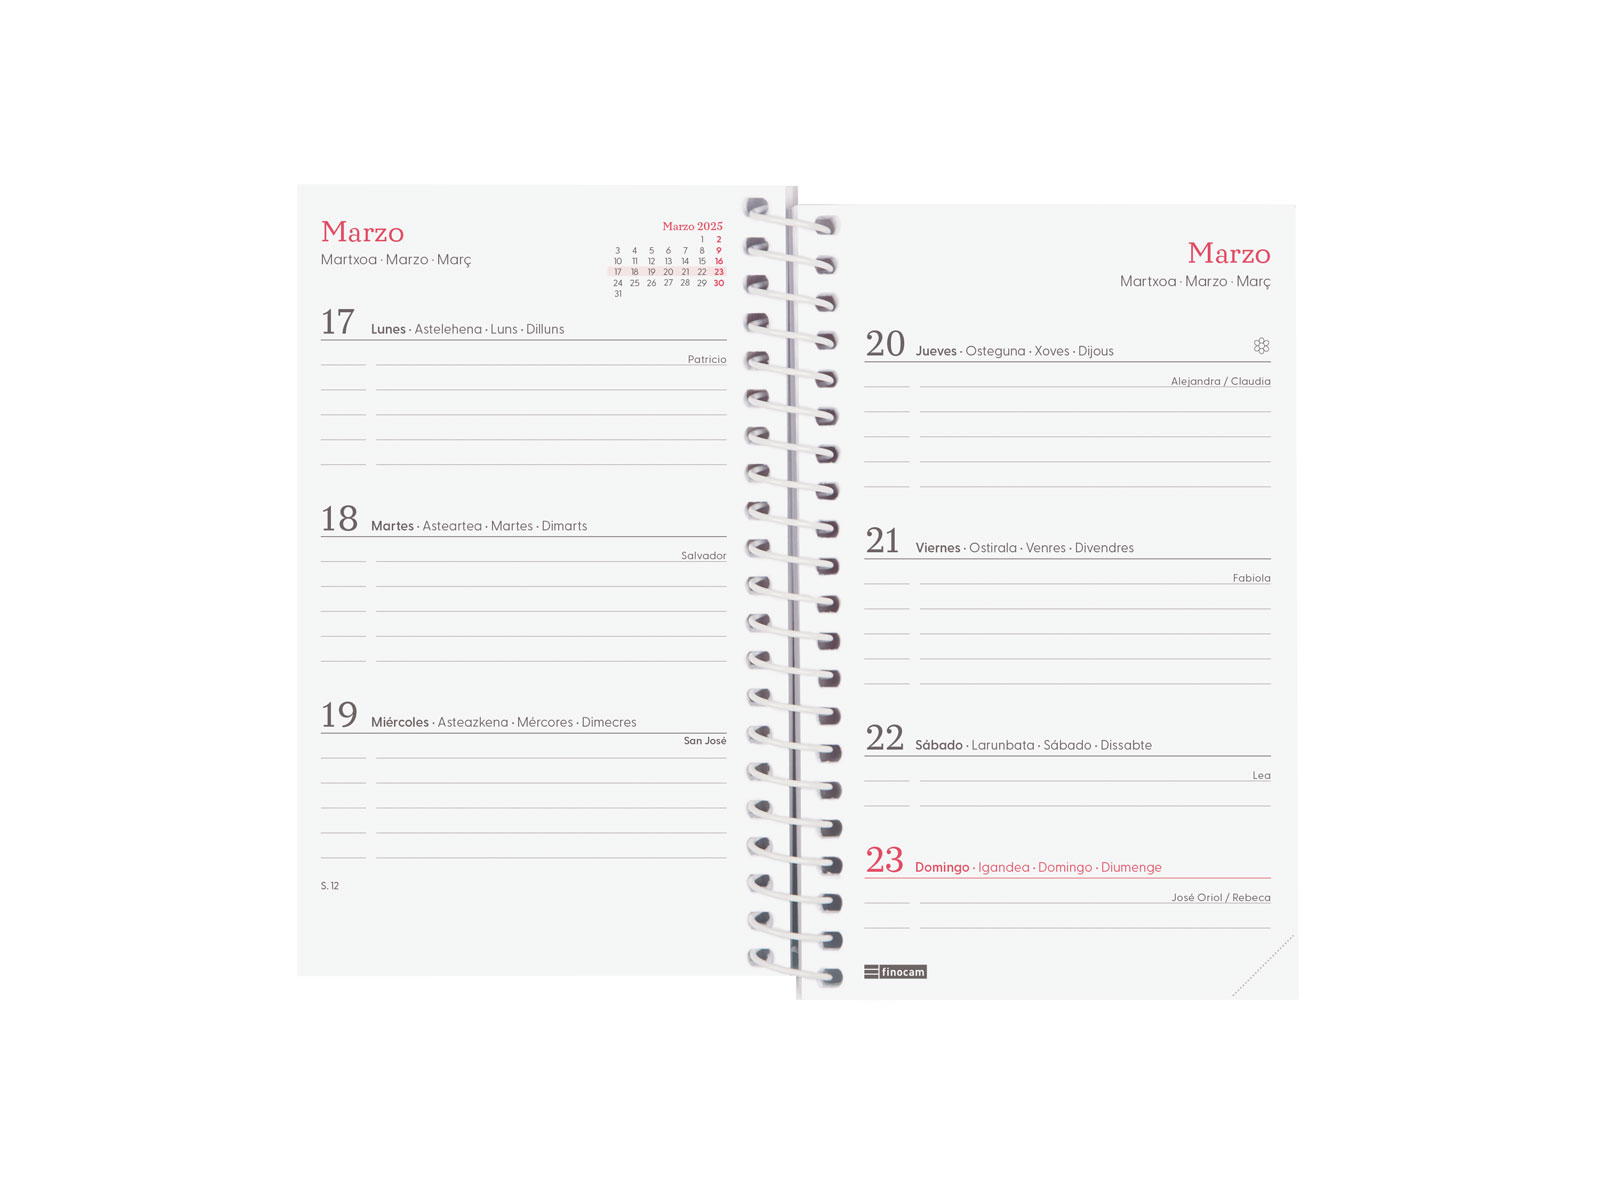 Marzo
Martxoa · Marzo · Març
Marzo 2025
1 2
3 4 5 6 7 8 9
10 11 12 13 14 15 16
17 18 19 20 21 22 23
24 25 26 27 28 29 30
31
17 Lunes · Astelehena · Luns · Dilluns
Patricio
18 Martes · Asteartea · Martes · Dimarts
Salvador
19 Miércoles · Asteazkena · Mércores · Dimecres
San José
S. 12
Marzo
Martxoa · Marzo · Març
20 Jueves · Osteguna · Xoves · Dijous
Alejandra / Claudia
21 Viernes · Ostirala · Venres · Divendres
Fabiola
22 Sábado · Larunbata · Sábado · Dissabte
Lea
23 Domingo · Igandea · Domingo · Diumenge
José Oriol / Rebeca
finocam